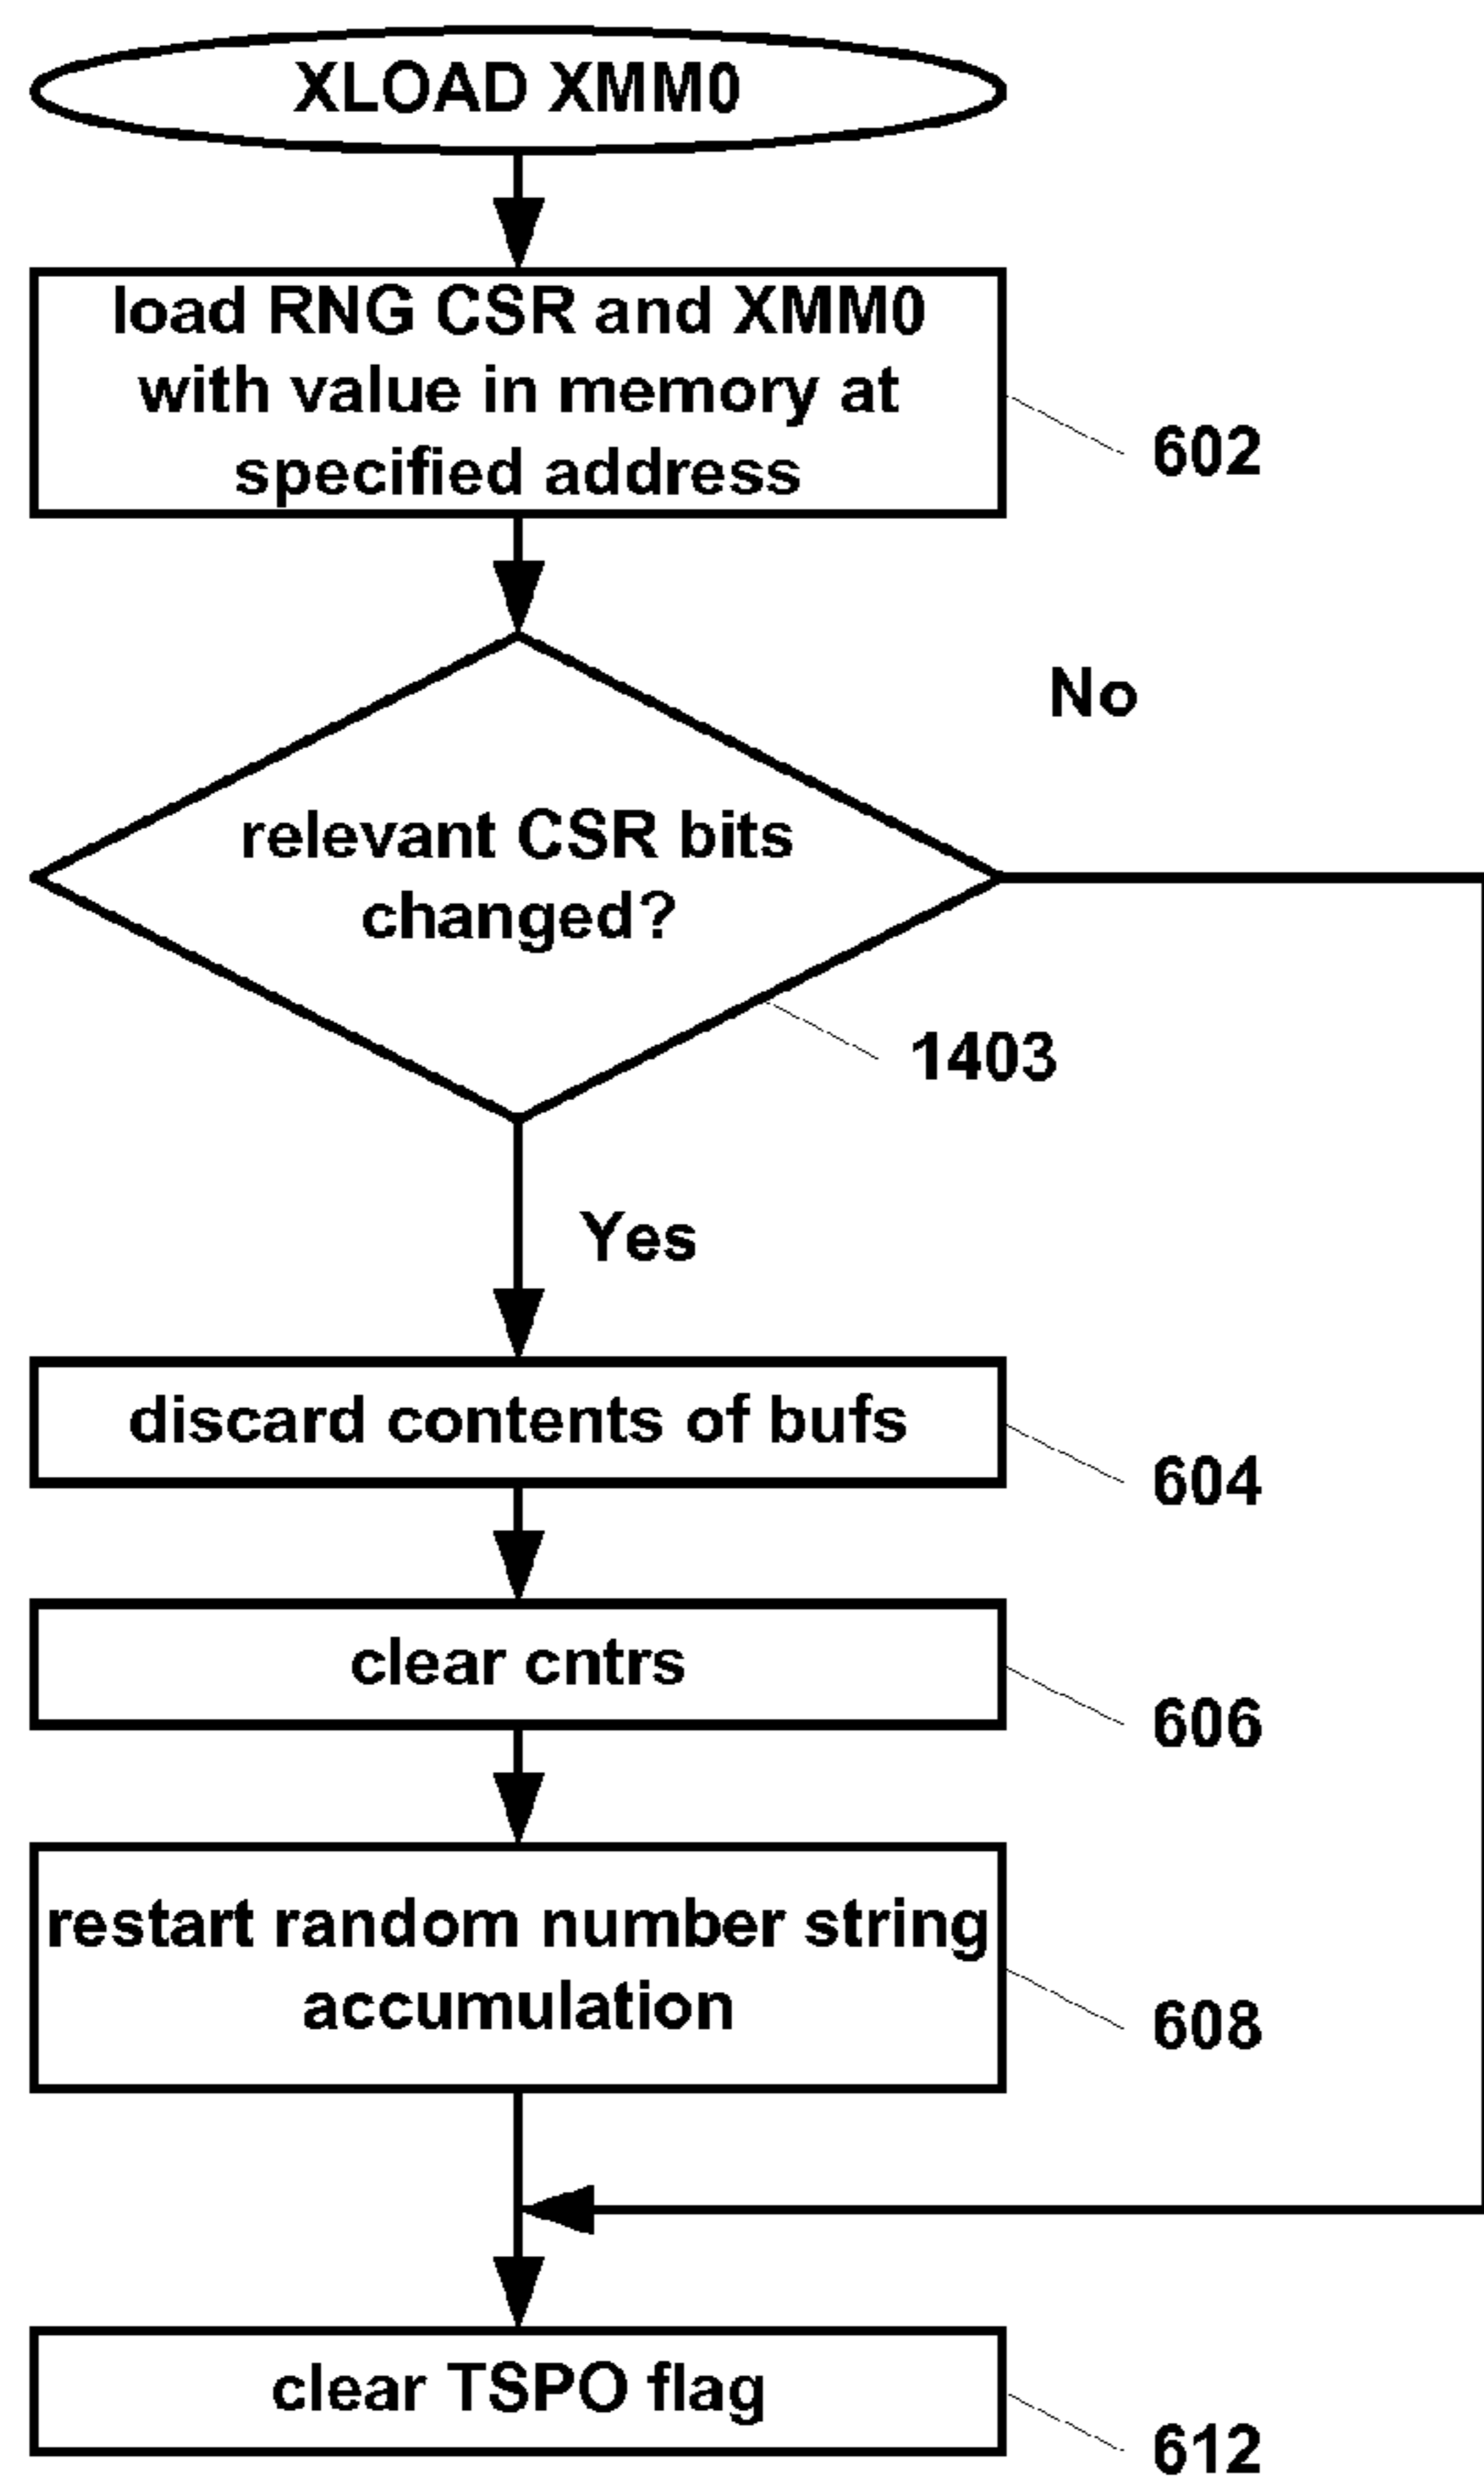 XLOAD XMM0
load RNG CSR and XMM0
with value in memory at
specified address
602
No
relevant CSR bits
changed?
1403
Yes
discard contents of bufs
604
clear cntrs
606
restart random number string
accumulation
608
clear TSPO flag
612